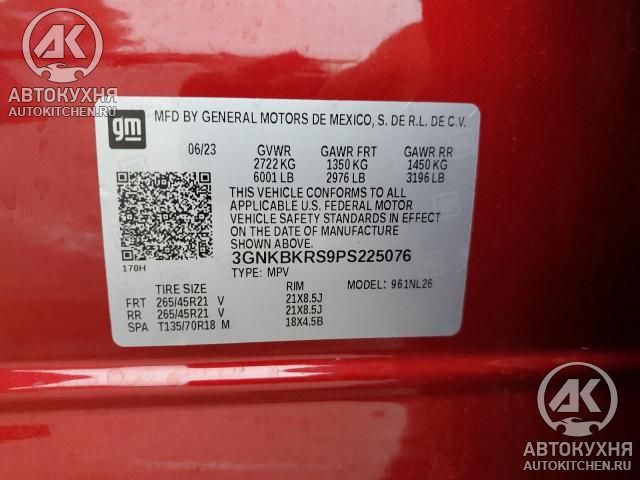 АВТОКУХНЯ
AUTOKITCHEN.RU
gm
MFD BY GENERAL MOTORS DE MEXICO, S. DE R.L. DE C.V.
06/23 GVWR GAWR FRT GAWR RR
2722 KG 1350 KG 1450 KG
6001 LB 2976 LB 3196 LB
THIS VEHICLE CONFORMS TO ALL
APPLICABLE U.S. FEDERAL MOTOR
VEHICLE SAFETY STANDARDS IN EFFECT
ON THE DATE OF MANUFACTURE
SHOWN ABOVE.
170H
3GNKBKRS9PS225076
TYPE: MPV MODEL: 961NL26
TIRE SIZE RIM
FRT 265/45R21 V 21X8.5J
RR 265/45R21 V 21X8.5J
SPA T135/70R18 M 18X4.5B
АК
АВТОКУХНЯ
AUTOKITCHEN.RU